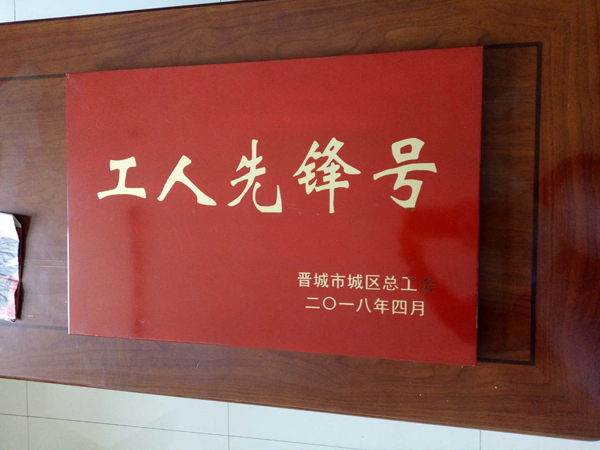 工人先锋号
晋城市城区总工会
二〇一八年四月